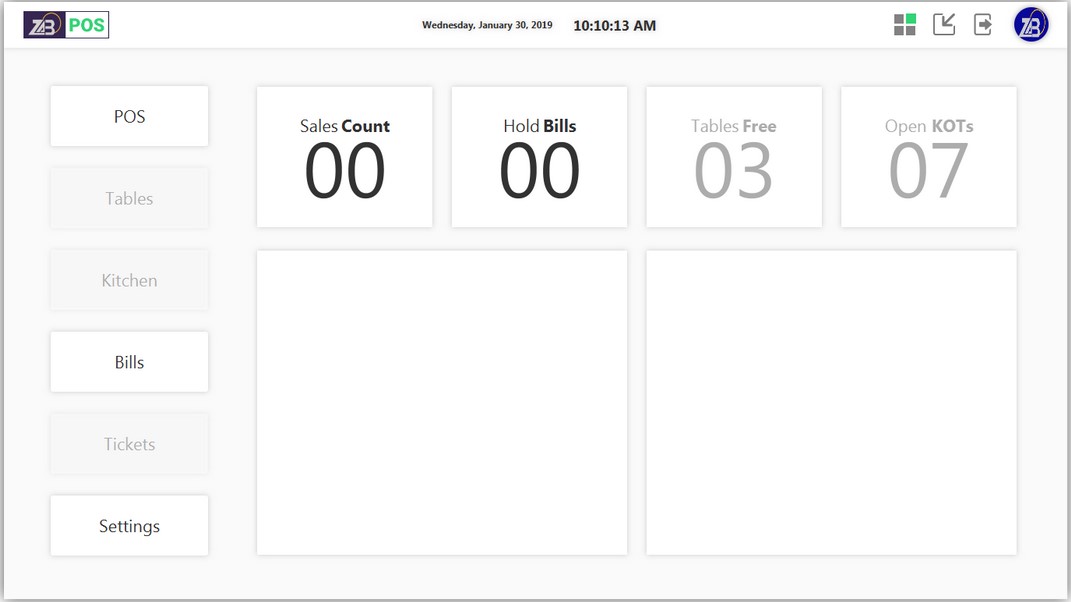 ZB POS
Wednesday, January 30, 2019
10:10:13 AM
ZB
POS
Tables
Kitchen
Bills
Tickets
Settings
Sales Count
00
Hold Bills
00
Tables Free
03
Open KOTs
07